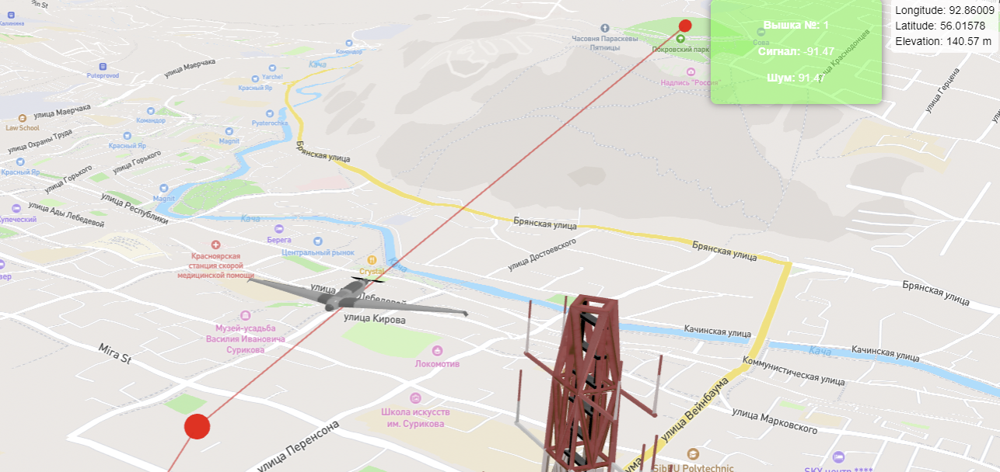 Pin St
Longitude: 92.86009
Latitude: 56.01578
Elevation: 140.57 m
Калинина
Вышка №: 1
Сигнал: -91.47
Шум: 91.47
Сова
улица Краснодонцев
улица Герцена
Часовня Параскевы
Пятницы
Покровский парк
Надпись "Россия"
Командор
Кача
улица Маерчака
Puteprovod
Yarche!
Красный Яр
улица Маерчака
Law School
Командор
Pyaterochka
улица Охраны Труда
Красный Яр
Magnit
Брянская улица
Красный Яр
улица Горького
улица Горького
Magnit
улица Республики
улица Ады Лебедевой
Купеческий
Кача
Берега
Центральный рынок
Красноярская
станция скорой
медицинской помощи
Crystal
Кача
Брянская улица
улица Достоевского
Брянская улица
Брянская улица
улица
Лебедевой
улица Кирова
Музей-усадьба
Василия Ивановича
Сурикова
Mira St
Локомотив
Качинская улица
Кача
Качинская улица
Коммунистическая улица
Школа искусств
им. Сурикова
улица Вейнбаума
улица Марковского
улица Перенсона
SibFU Polytechnic
SKY центр ****